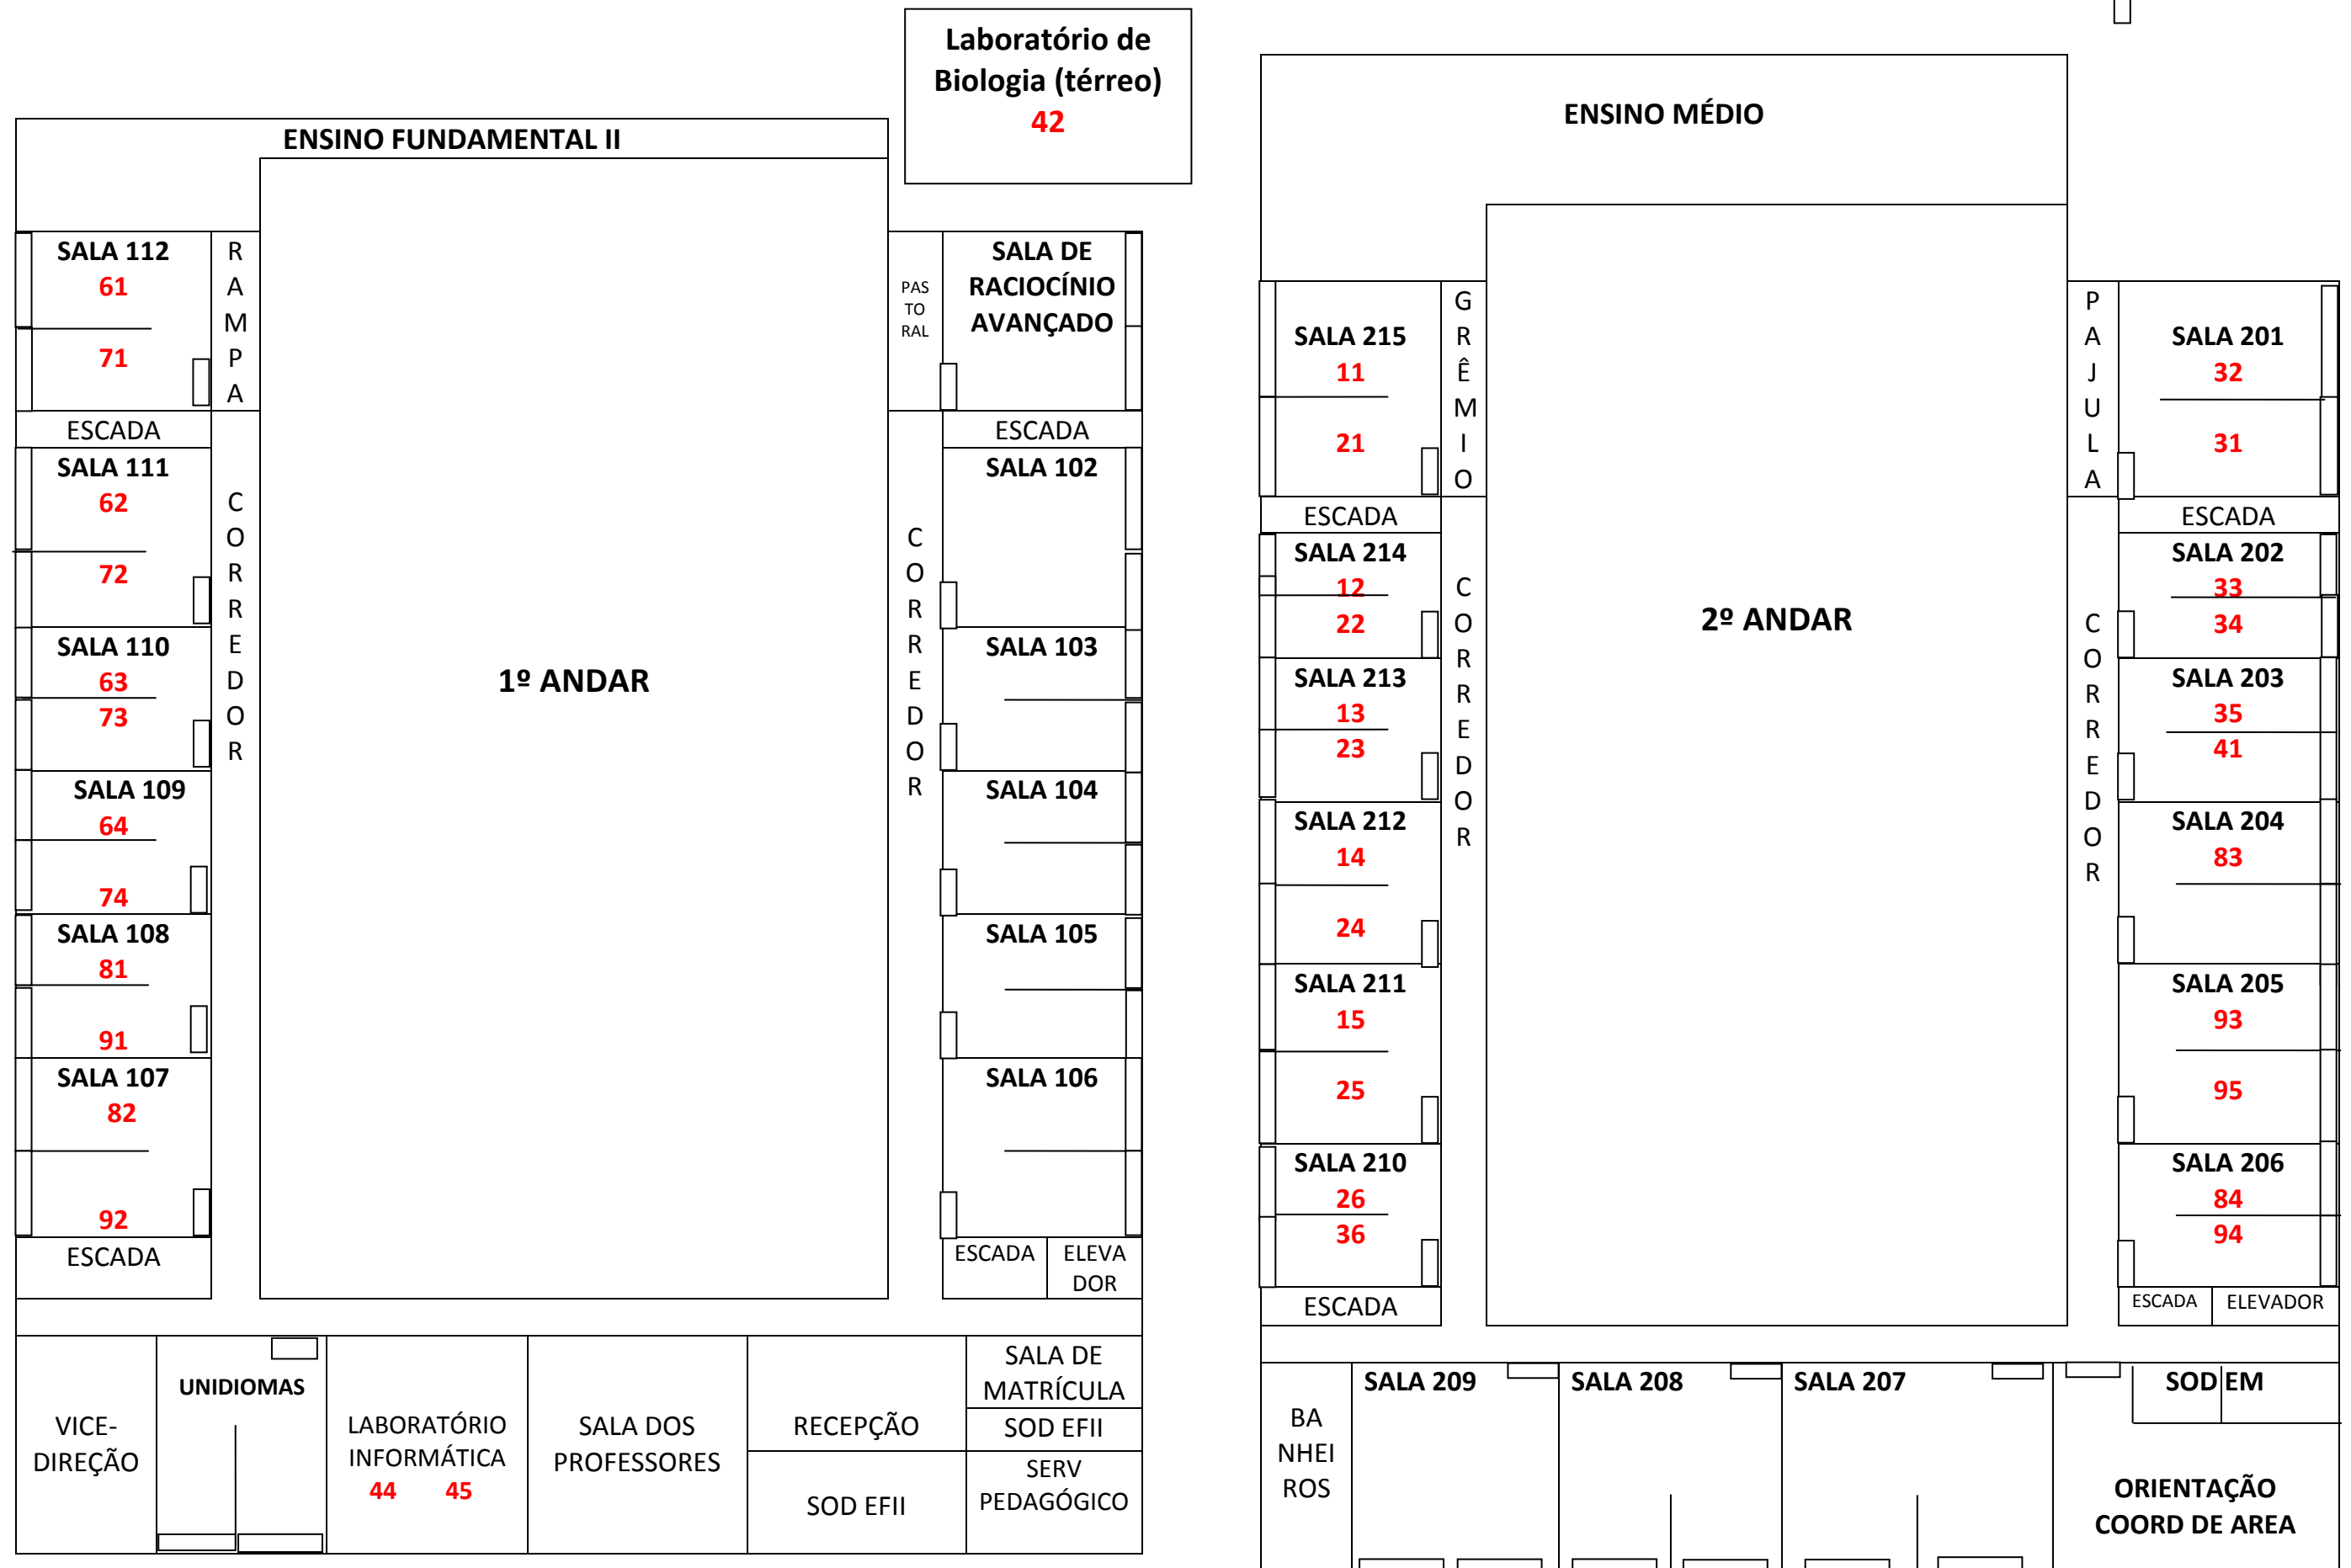 Laboratório de
Biologia (térreo)
42
ENSINO FUNDAMENTAL II
SALA 112
61
71
RAMPA
ESCADA
SALA 111
62
72
SALA 110
63
73
SALA 109
64
74
SALA 108
81
91
SALA 107
82
92
ESCADA
CORREDOR
1º ANDAR
PAS
TO
RAL
CORREDOR
SALA DE
RACIOCÍNIO
AVANÇADO
ESCADA
SALA 102
SALA 103
SALA 104
SALA 105
SALA 106
ESCADA
ELEVA
DOR
VICE-
DIREÇÃO
UNIDIOMAS
LABORATÓRIO
INFORMÁTICA
44 45
SALA DOS
PROFESSORES
RECEPÇÃO
SOD EFII
SALA DE
MATRÍCULA
SOD EFII
SERV
PEDAGÓGICO
ENSINO MÉDIO
SALA 215
11
21
GRÊMIO
ESCADA
SALA 214
12
22
SALA 213
13
23
SALA 212
14
24
SALA 211
15
25
SALA 210
26
36
ESCADA
CORREDOR
2º ANDAR
PAJULA
CORREDOR
SALA 201
32
31
ESCADA
SALA 202
33
34
SALA 203
35
41
SALA 204
83
SALA 205
93
95
SALA 206
84
94
ESCADA
ELEVADOR
BA
NHEI
ROS
SALA 209
SALA 208
SALA 207
SOD EM
ORIENTAÇÃO
COORD DE AREA